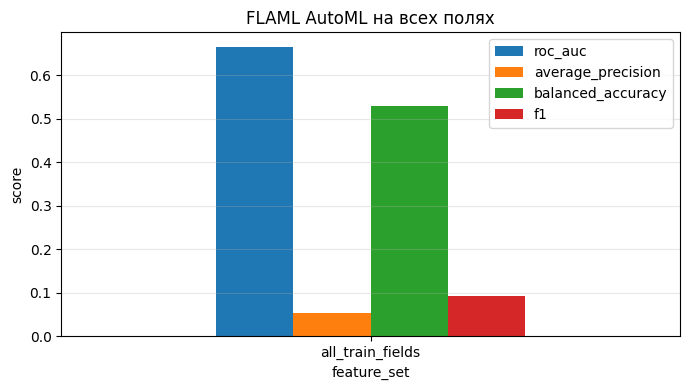 FLAML AutoML на всех полях
roc_auc
average_precision
balanced_accuracy
f1
score
0.6
0.5
0.4
0.3
0.2
0.1
0.0
all_train_fields
feature_set